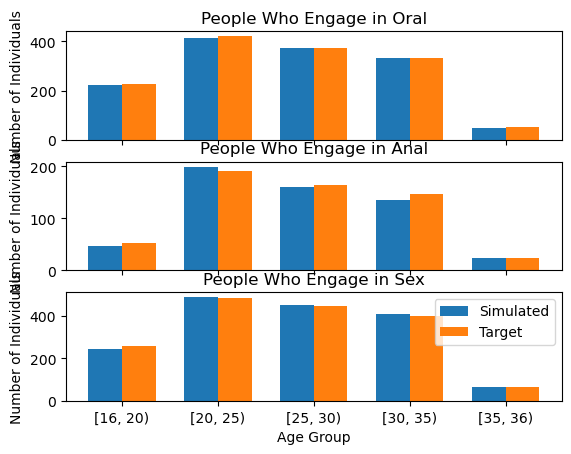 People Who Engage in Oral
Number of Individuals
400
200
0
People Who Engage in Anal
Number of Individuals
200
100
0
People Who Engage in Sex
Number of Individuals
400
200
0
Simulated
Target
[16, 20)
[20, 25)
[25, 30)
[30, 35)
[35, 36)
Age Group